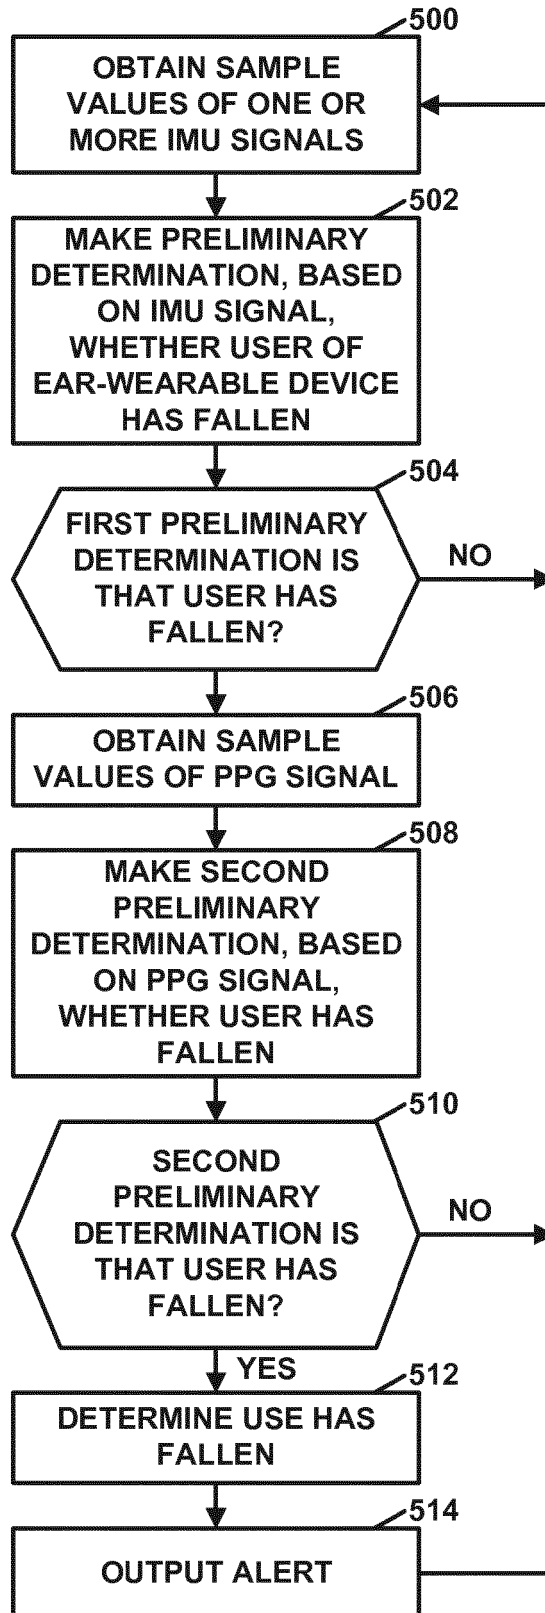 500
OBTAIN SAMPLE
VALUES OF ONE OR
MORE IMU SIGNALS
502
MAKE PRELIMINARY
DETERMINATION, BASED
ON IMU SIGNAL,
WHETHER USER OF
EAR-WEARABLE DEVICE
HAS FALLEN
504
FIRST PRELIMINARY
DETERMINATION IS
THAT USER HAS
FALLEN?
NO
506
OBTAIN SAMPLE
VALUES OF PPG SIGNAL
508
MAKE SECOND
PRELIMINARY
DETERMINATION, BASED
ON PPG SIGNAL,
WHETHER USER HAS
FALLEN
510
SECOND
PRELIMINARY
DETERMINATION IS
THAT USER HAS
FALLEN?
NO
YES
512
DETERMINE USE HAS
FALLEN
514
OUTPUT ALERT